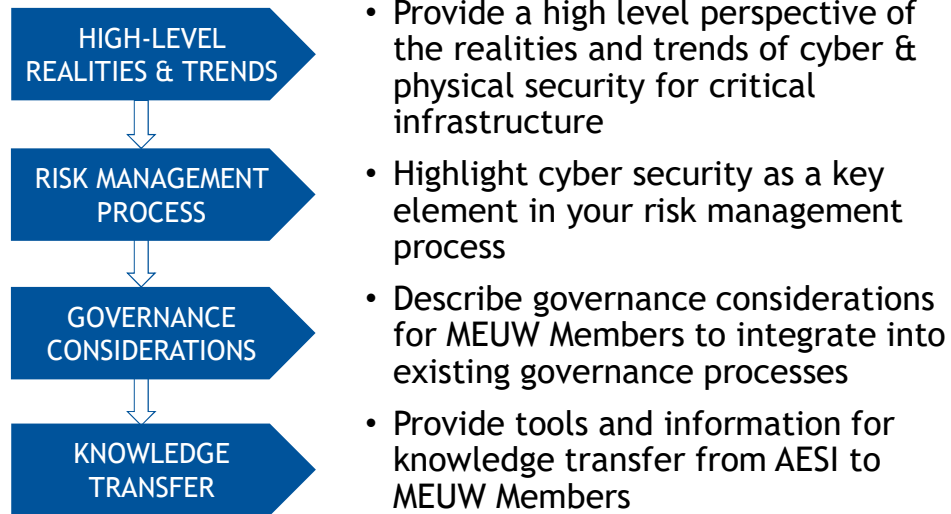 HIGH-LEVEL
REALITIES & TRENDS
• Provide a high level perspective of
the realities and trends of cyber &
physical security for critical
infrastructure
RISK MANAGEMENT
PROCESS
• Highlight cyber security as a key
element in your risk management
process
GOVERNANCE
CONSIDERATIONS
• Describe governance considerations
for MEUW Members to integrate into
existing governance processes
KNOWLEDGE
TRANSFER
• Provide tools and information for
knowledge transfer from AESI to
MEUW Members